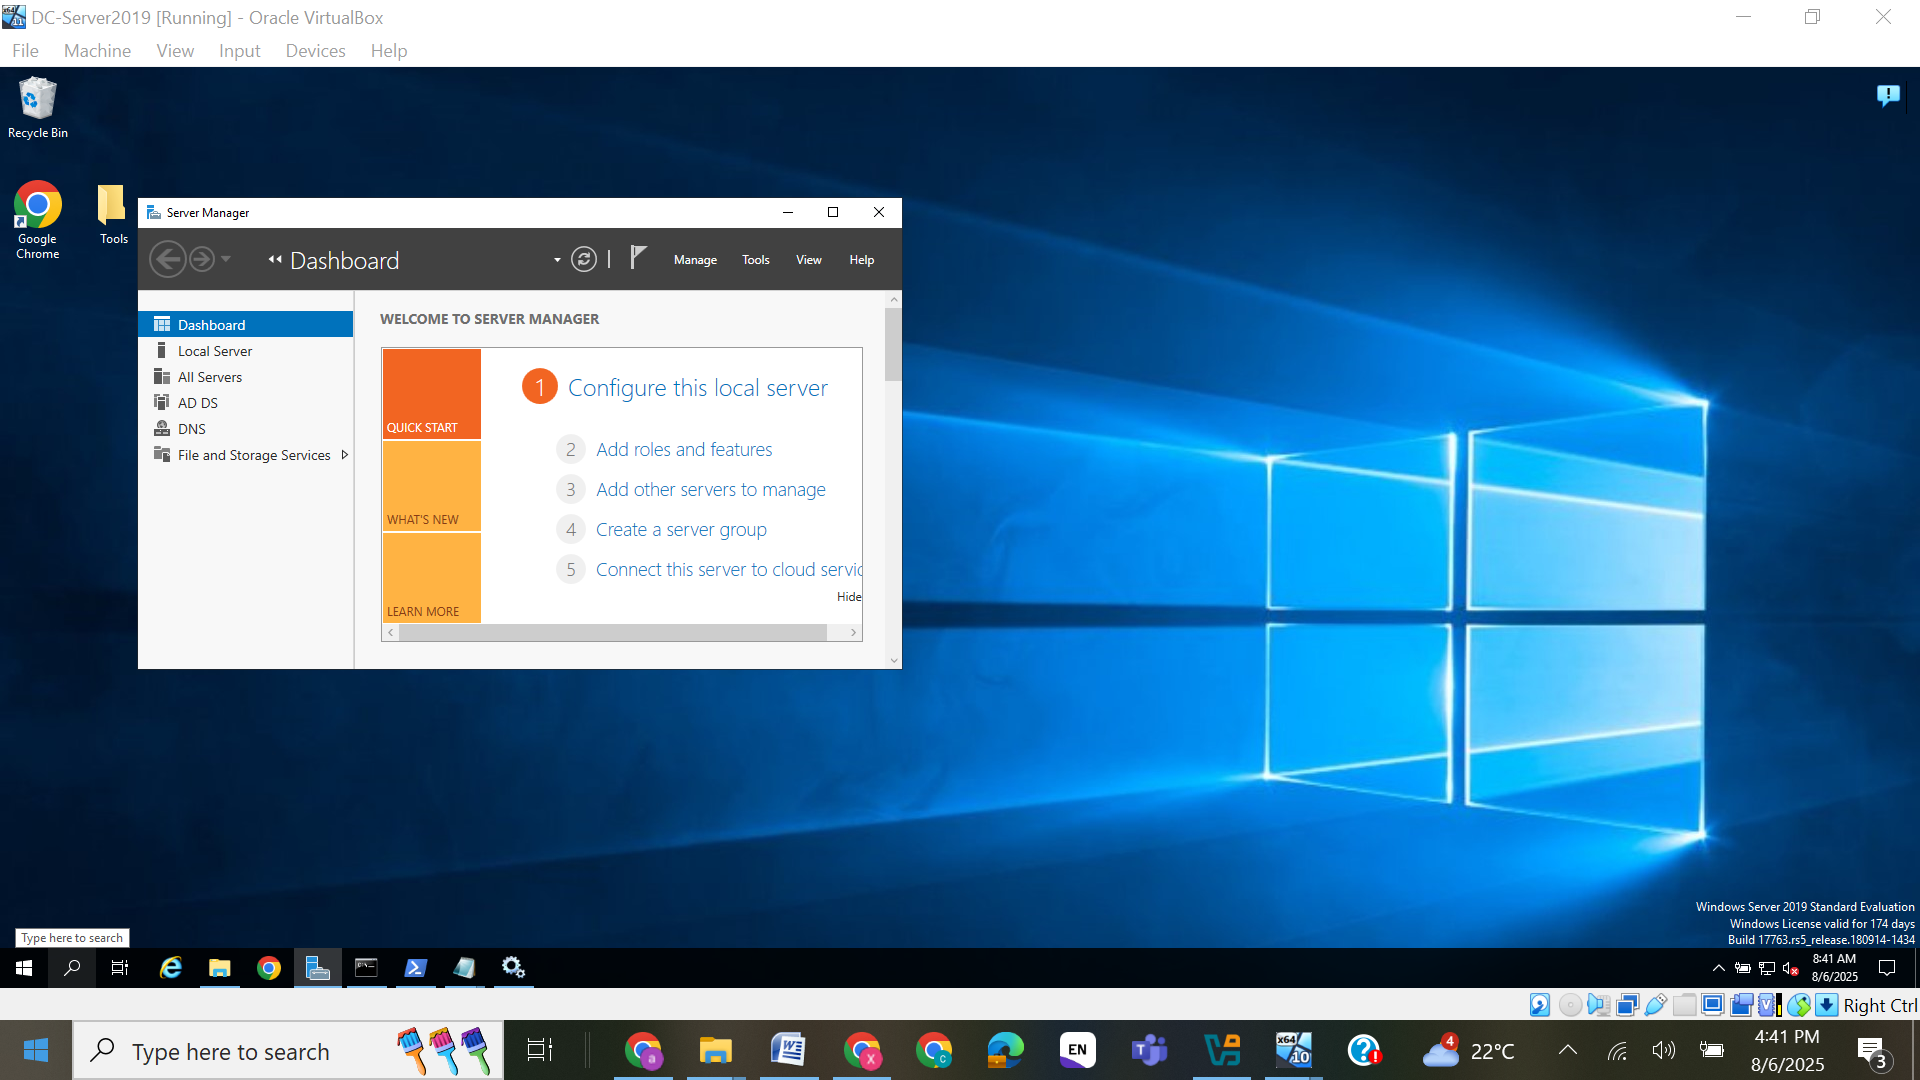 DC-Server2019 [Running] - Oracle VirtualBox
File Machine View Input Devices Help
Recycle Bin
Google Chrome
Tools
Server Manager
Dashboard
Manage Tools View Help
Dashboard
Local Server
All Servers
AD DS
DNS
File and Storage Services
WELCOME TO SERVER MANAGER
QUICK START
WHAT'S NEW
LEARN MORE
1 Configure this local server
2 Add roles and features
3 Add other servers to manage
4 Create a server group
5 Connect this server to cloud servic
Hide
Windows Server 2019 Standard Evaluation
Windows License valid for 174 days
Build 17763.rs5_release.180914-1434
Type here to search
8:41 AM
8/6/2025
Right Ctrl
Type here to search
a
x
c
EN
x64
10
4
22°C
4:41 PM
8/6/2025
3